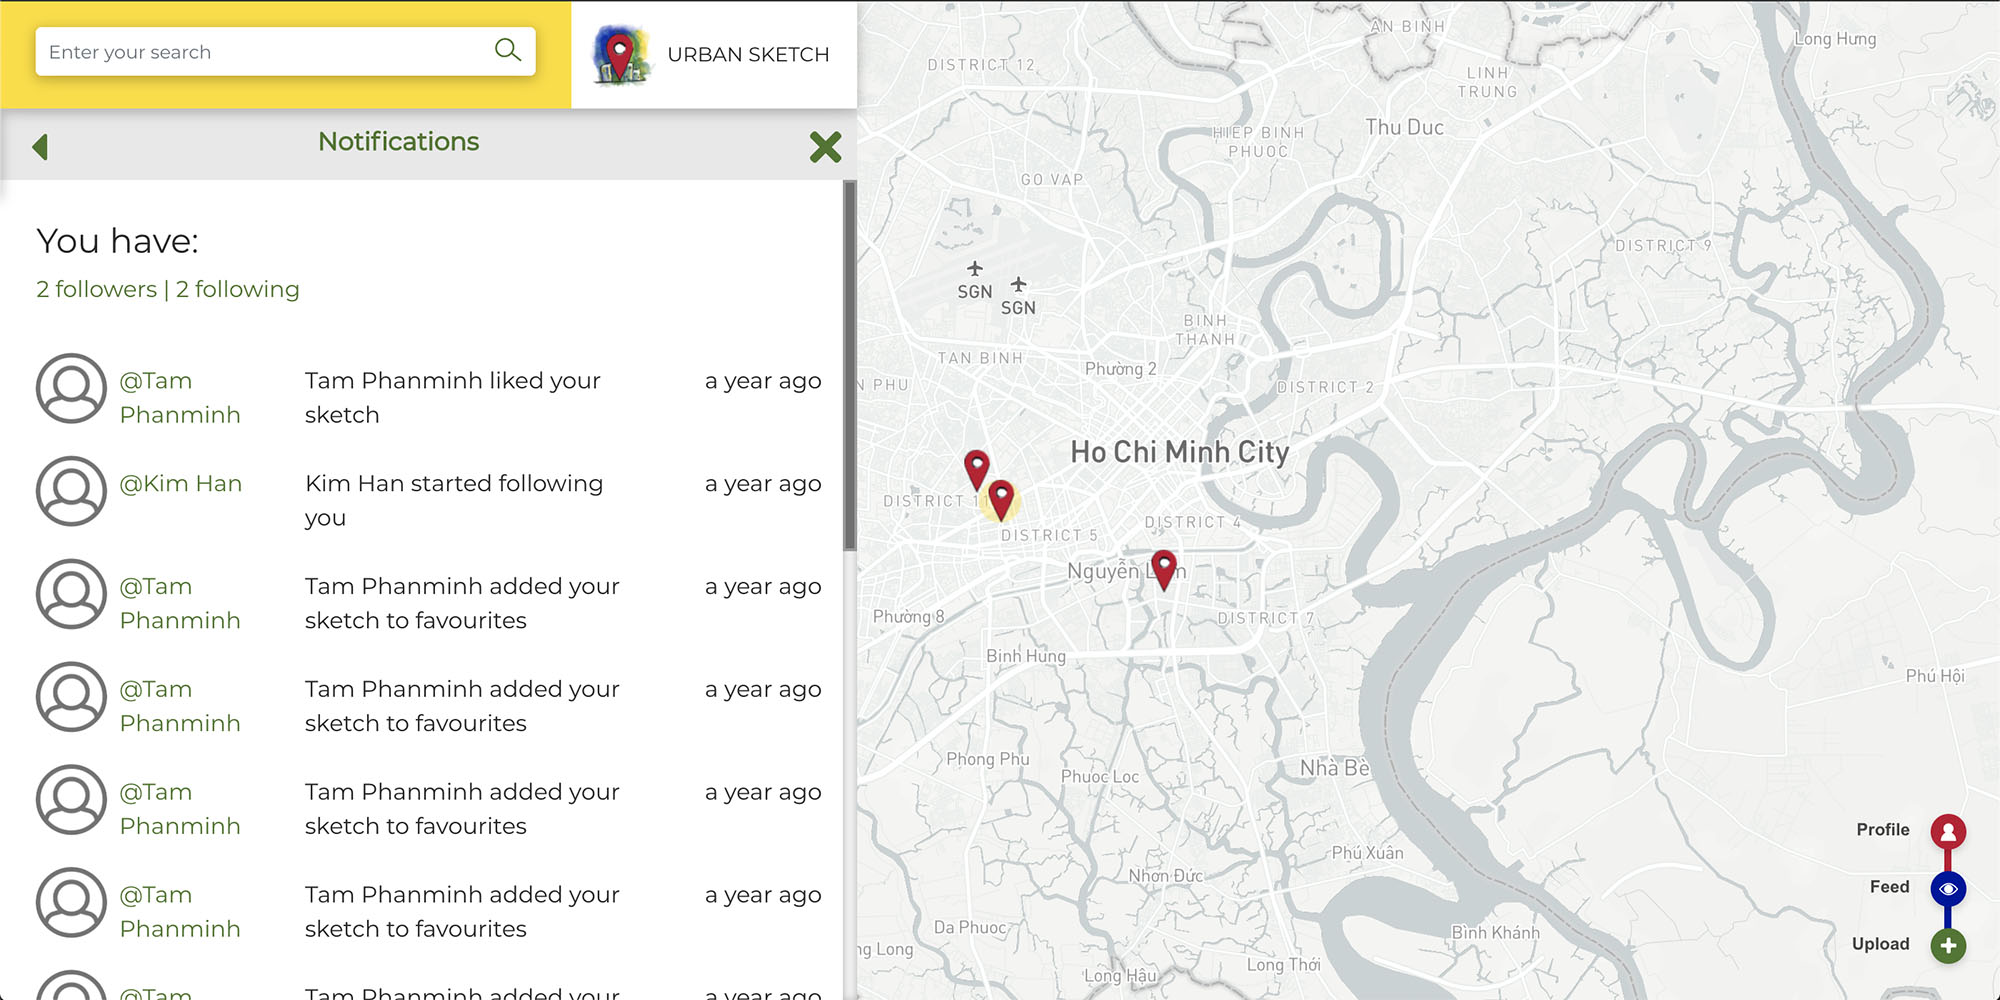 Enter your search
URBAN SKETCH
Notifications
You have:
2 followers | 2 following
@Tam
Phanminh
Tam Phanminh liked your
sketch
a year ago
@Kim Han
Kim Han started following
you
a year ago
@Tam
Phanminh
Tam Phanminh added your
sketch to favourites
a year ago
@Tam
Phanminh
Tam Phanminh added your
sketch to favourites
a year ago
@Tam
Phanminh
Tam Phanminh added your
sketch to favourites
a year ago
@Tam
Phanminh
Tam Phanminh added your
sketch to favourites
a year ago
@Tam
Tam Phanminh added your
a year ago
AN BINH
Long Hưng
DISTRICT 12
LINH
TRUNG
HIEP BINH
PHUOC
Thu Duc
GO VAP
DISTRICT 9
SGN
SGN
BINH
THANH
TAN BINH
Phường 2
N PHU
DISTRICT 2
Ho Chi Minh City
DISTRICT 11
DISTRICT 4
DISTRICT 5
Nguyễn
Phường 8
DISTRICT 7
Binh Hung
Phú Hội
Phong Phu
Phuoc Loc
Nhà Bè
Profile
Phú Xuân
Nhơn Đức
Feed
Da Phuoc
Bình Khánh
Upload
ng Long
Long Hậu
Long Thới